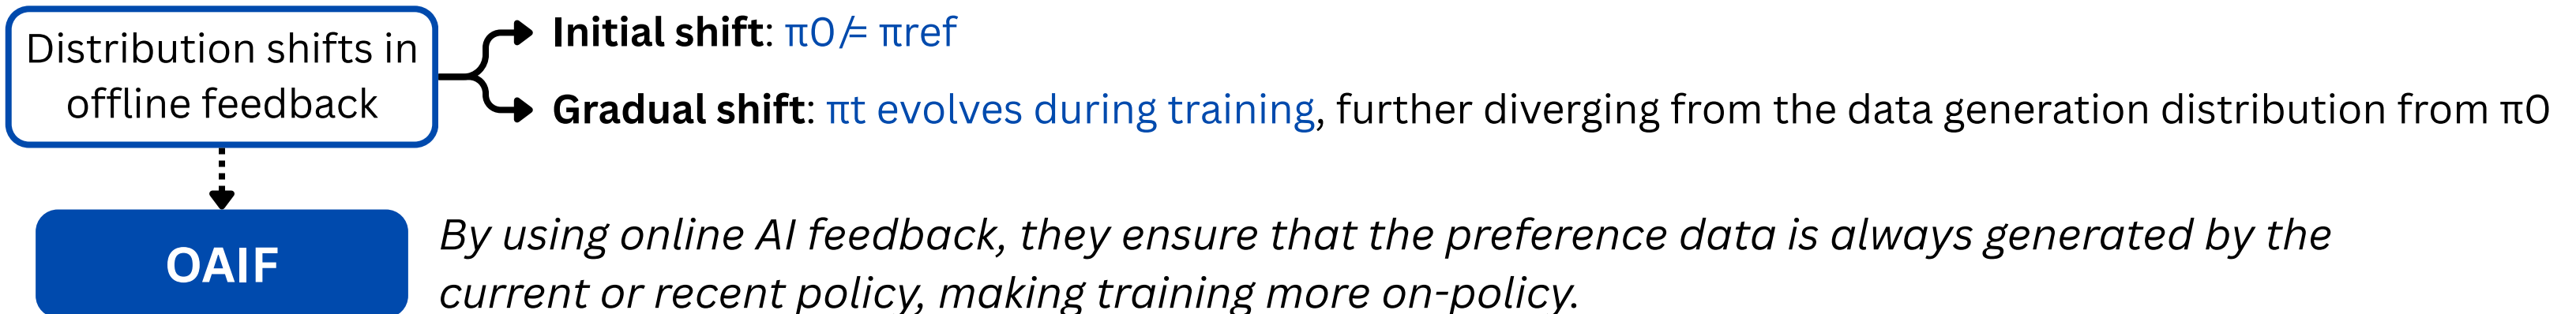 Distribution shifts in
offline feedback
Initial shift: π0≠ πref
Gradual shift: πt evolves during training, further diverging from the data generation distribution from π0
OAIF
By using online AI feedback, they ensure that the preference data is always generated by the
current or recent policy, making training more on-policy.